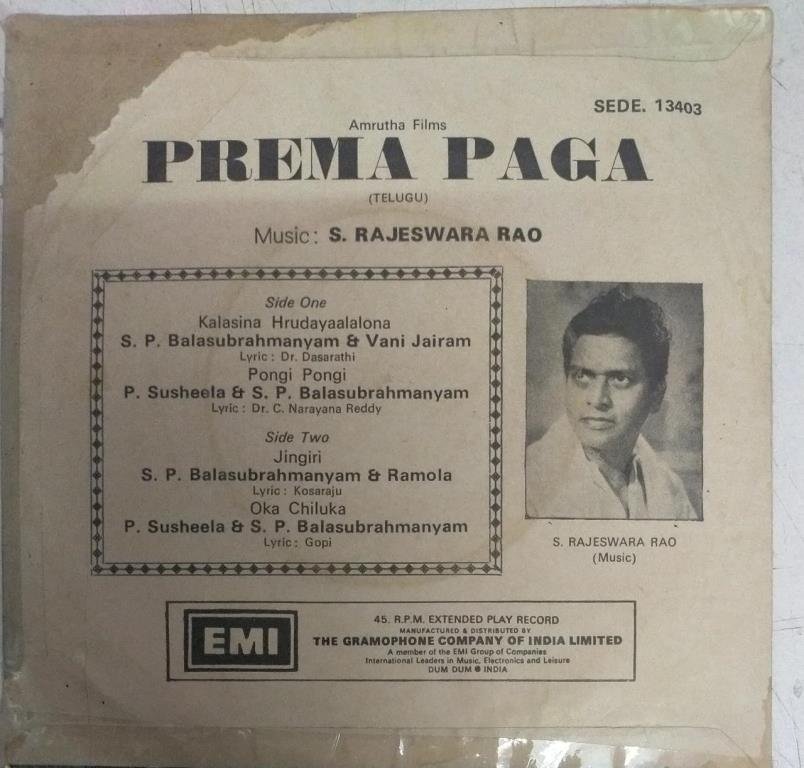 SEDE. 13403
Amrutha Films
PREMA PAGA
(TELUGU)
Music: S. RAJESWARA RAO
Side One
Kalasina Hrudayaalalona
S. P. Balasubrahmanyam & Vani Jairam
Lyric : Dr. Dasarathi
Pongi Pongi
P. Susheela & S. P. Balasubrahmanyam
Lyric : Dr. C. Narayana Reddy
Side Two
Jingiri
S. P. Balasubrahmanyam & Ramola
Lyric : Kosaraju
Oka Chiluka
P. Susheela & S. P. Balasubrahmanyam
Lyric : Gopi
S. RAJESWARA RAO
(Music)
EMI
45. R.P.M. EXTENDED PLAY RECORD
MANUFACTURED & DISTRIBUTED BY
THE GRAMOPHONE COMPANY OF INDIA LIMITED
A member of the EMI Group of Companies
International Leaders in Music, Electronics and Leisure
DUM DUM ● INDIA